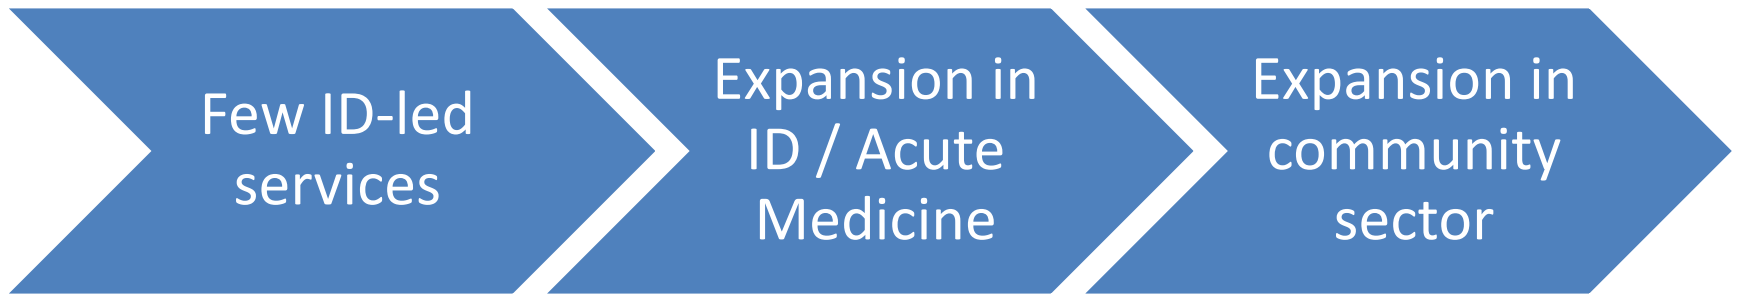 Few ID-led
services
Expansion in
ID / Acute
Medicine
Expansion in
community
sector